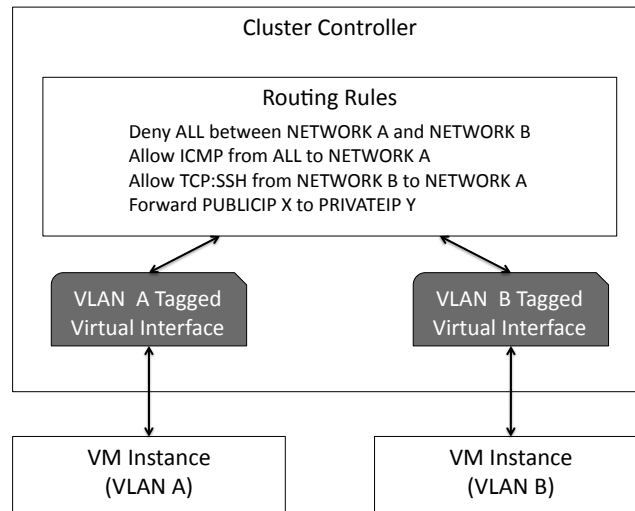 Cluster Controller
Routing Rules
Deny ALL between NETWORK A and NETWORK B
Allow ICMP from ALL to NETWORK A
Allow TCP:SSH from NETWORK B to NETWORK A
Forward PUBLICIP X to PRIVATEIP Y
VLAN A Tagged
Virtual Interface
VLAN B Tagged
Virtual Interface
VM Instance
(VLAN A)
VM Instance
(VLAN B)